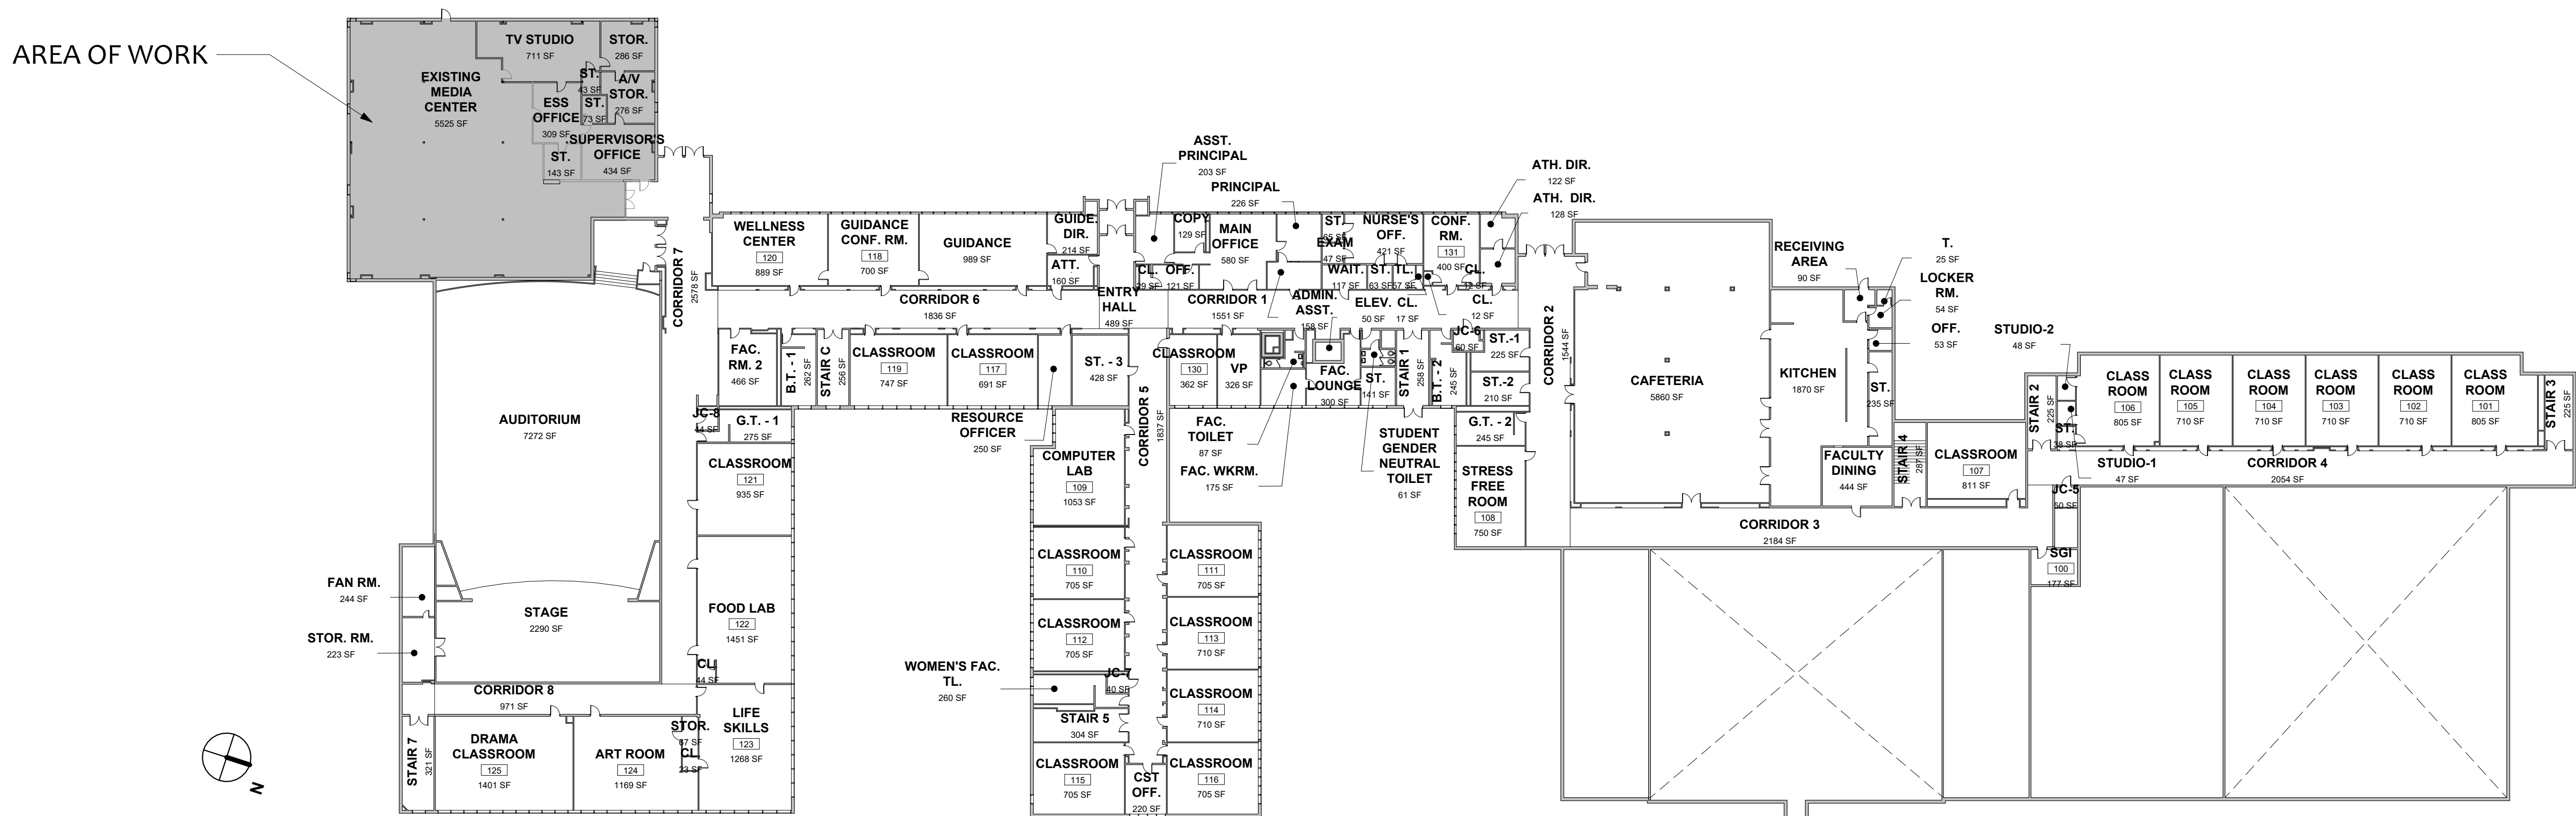 AREA OF WORK
TV STUDIO
711 SF
STOR.
286 SF
EXISTING
MEDIA
CENTER
5525 SF
ST.
43 SF
A/V
STOR.
276 SF
ESS
OFFICE
309 SF
ST.
73 SF
SUPERVISOR'S
OFFICE
434 SF
ST.
143 SF
CORRIDOR 7
2578 SF
WELLNESS
CENTER
120
889 SF
GUIDANCE
CONF. RM.
118
700 SF
GUIDANCE
989 SF
GUIDE.
DIR.
214 SF
ATT.
160 SF
ENTRY
HALL
489 SF
ASST.
PRINCIPAL
203 SF
PRINCIPAL
226 SF
COPY
129 SF
MAIN
OFFICE
580 SF
CL.
29 SF
OFF.
121 SF
ST.
65 SF
EXAM
47 SF
NURSE'S
OFF.
421 SF
CONF.
RM.
131
400 SF
ATH. DIR.
122 SF
ATH. DIR.
128 SF
WAIT.
117 SF
ST.
63 SF
TL.
57 SF
CL.
12 SF
CORRIDOR 6
1836 SF
CORRIDOR 1
1551 SF
ADMIN.
ASST.
158 SF
ELEV.
50 SF
CL.
17 SF
CL.
12 SF
FAC.
RM. 2
466 SF
B.T. - 1
262 SF
STAIR C
256 SF
CLASSROOM
119
747 SF
CLASSROOM
117
691 SF
ST. - 3
428 SF
RESOURCE
OFFICER
250 SF
CORRIDOR 5
1837 SF
CLASSROOM
130
362 SF
VP
326 SF
FAC.
LOUNGE
300 SF
ST.
141 SF
STAIR 1
258 SF
B.T. - 2
245 SF
JC-6
60 SF
ST.-1
225 SF
ST.-2
210 SF
CORRIDOR 2
1544 SF
FAC.
TOILET
87 SF
FAC. WKRM.
175 SF
STUDENT
GENDER
NEUTRAL
TOILET
61 SF
G.T. - 2
245 SF
STRESS
FREE
ROOM
108
750 SF
CAFETERIA
5860 SF
KITCHEN
1870 SF
RECEIVING
AREA
90 SF
T.
25 SF
LOCKER
RM.
54 SF
OFF.
53 SF
ST.
235 SF
FACULTY
DINING
444 SF
STAIR 4
287 SF
CLASSROOM
107
811 SF
CORRIDOR 3
2184 SF
STUDIO-2
48 SF
STAIR 2
225 SF
ST.
38 SF
STUDIO-1
47 SF
CLASS
ROOM
106
805 SF
CLASS
ROOM
105
710 SF
CLASS
ROOM
104
710 SF
CLASS
ROOM
103
710 SF
CLASS
ROOM
102
710 SF
CLASS
ROOM
101
805 SF
STAIR 3
225 SF
CORRIDOR 4
2054 SF
JC-5
50 SF
SGI
100
177 SF
AUDITORIUM
7272 SF
JC-8
G.T. - 1
275 SF
CLASSROOM
121
935 SF
FOOD LAB
122
1451 SF
CL.
44 SF
FAN RM.
244 SF
STOR. RM.
223 SF
STAGE
2290 SF
CORRIDOR 8
971 SF
STAIR 7
321 SF
DRAMA
CLASSROOM
125
1401 SF
ART ROOM
124
1169 SF
STOR.
67 SF
CL.
23 SF
LIFE
SKILLS
123
1268 SF
COMPUTER
LAB
109
1053 SF
CLASSROOM
110
705 SF
CLASSROOM
111
705 SF
CLASSROOM
112
705 SF
CLASSROOM
113
710 SF
WOMEN'S FAC.
TL.
260 SF
JC-7
40 SF
CLASSROOM
114
710 SF
STAIR 5
304 SF
CLASSROOM
115
705 SF
CST
OFF.
220 SF
CLASSROOM
116
705 SF
N